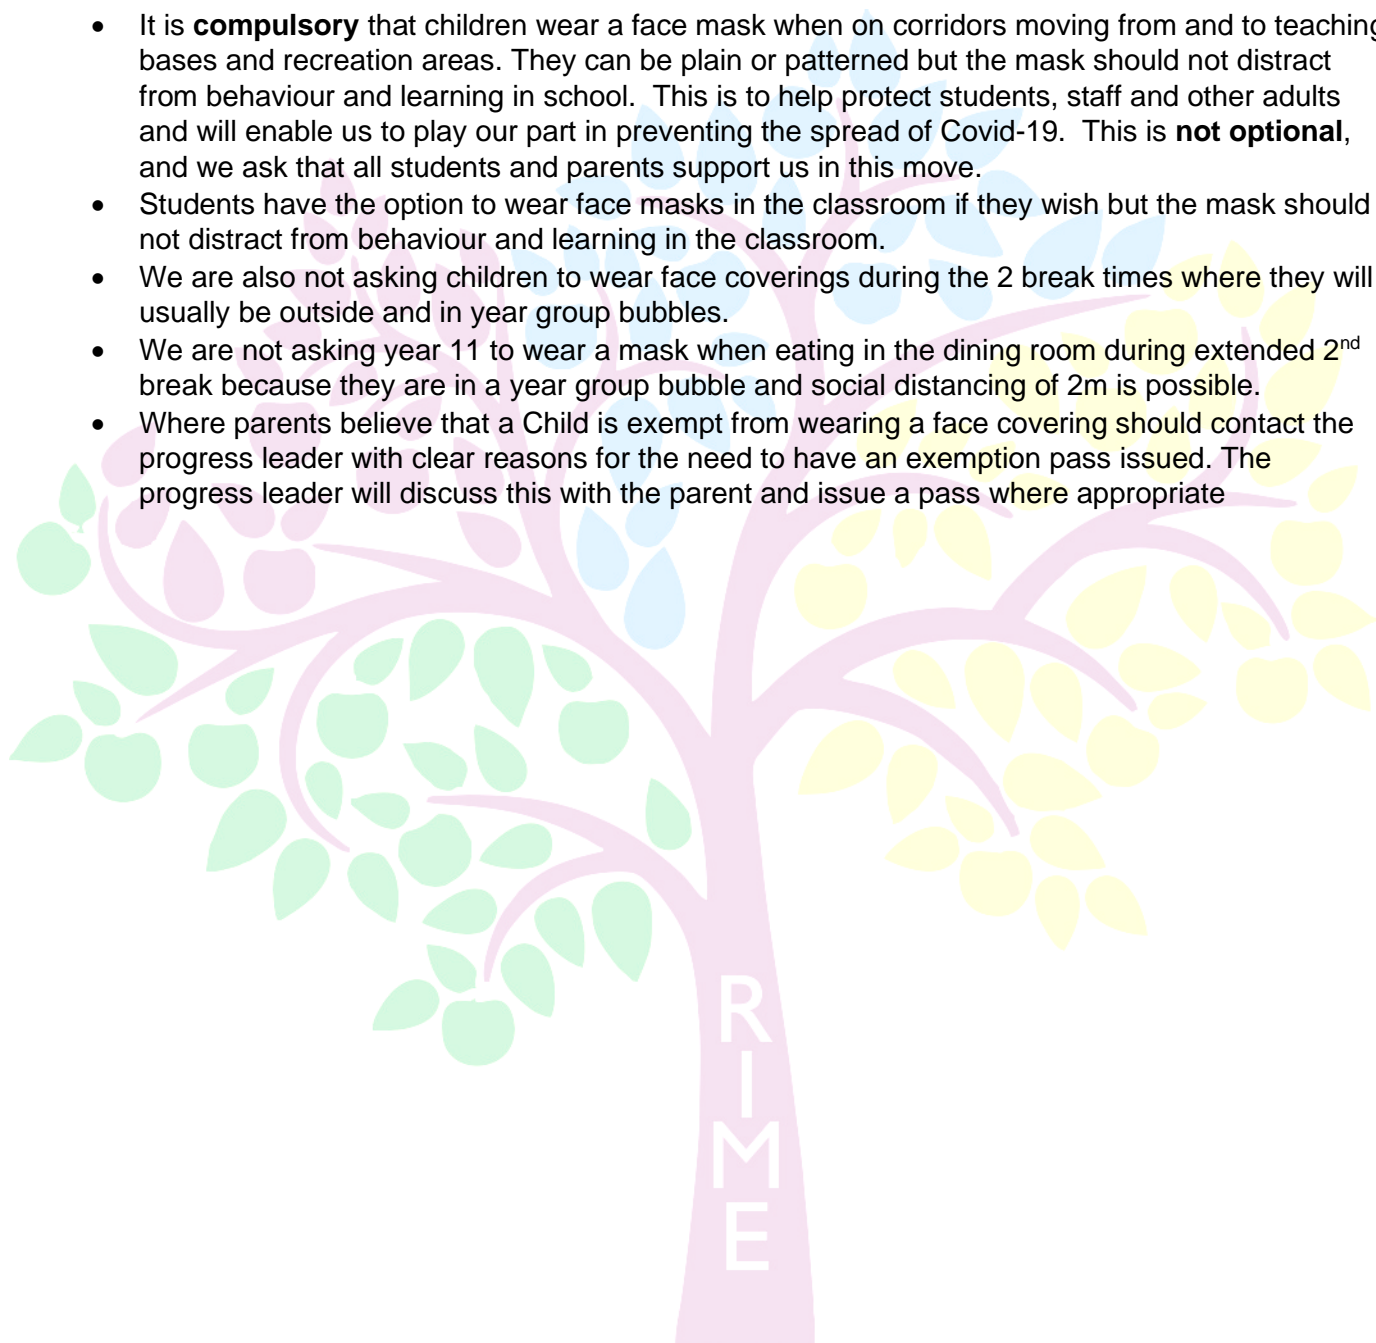 • It is compulsory that children wear a face mask when on corridors moving from and to teaching
bases and recreation areas. They can be plain or patterned but the mask should not distract
from behaviour and learning in school. This is to help protect students, staff and other adults
and will enable us to play our part in preventing the spread of Covid-19. This is not optional,
and we ask that all students and parents support us in this move.
• Students have the option to wear face masks in the classroom if they wish but the mask should
not distract from behaviour and learning in the classroom.
• We are also not asking children to wear face coverings during the 2 break times where they will
usually be outside and in year group bubbles.
• We are not asking year 11 to wear a mask when eating in the dining room during extended 2nd
break because they are in a year group bubble and social distancing of 2m is possible.
• Where parents believe that a Child is exempt from wearing a face covering should contact the
progress leader with clear reasons for the need to have an exemption pass issued. The
progress leader will discuss this with the parent and issue a pass where appropriate
R
I
M
E